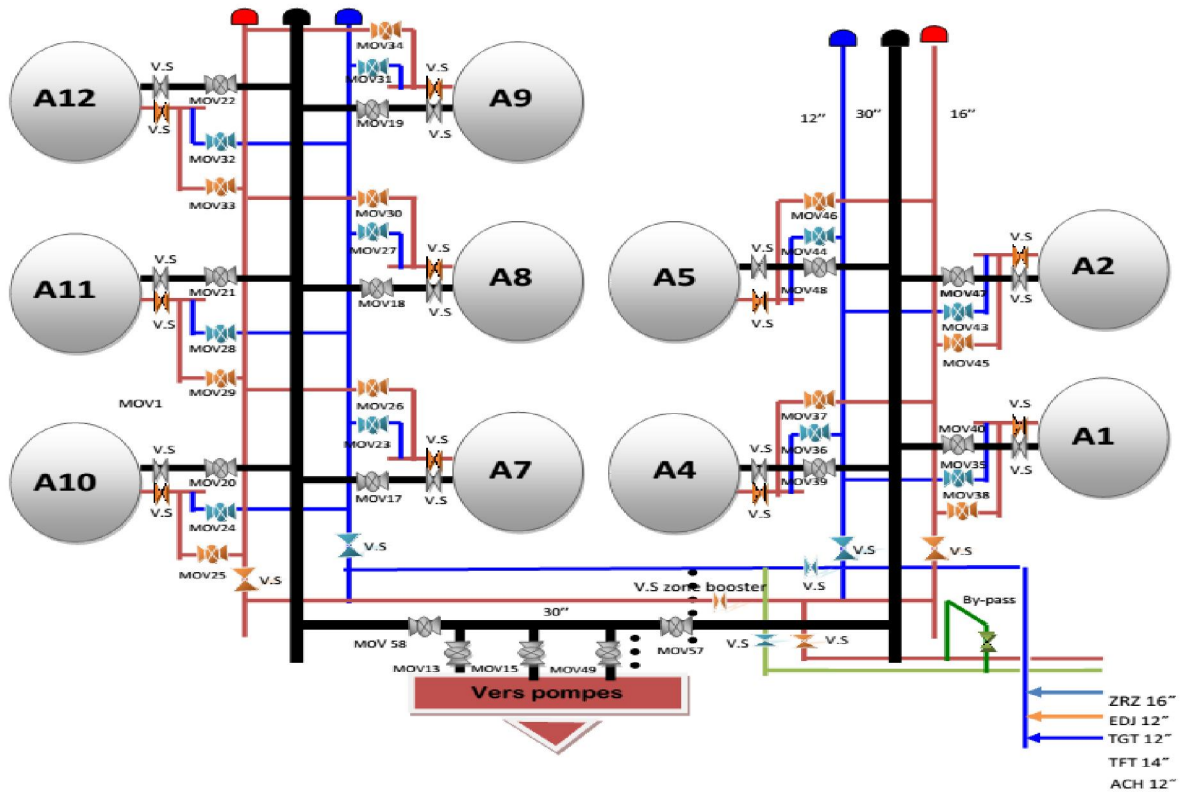 V.S
MOV34
V.S
A12
MOV22
MOV31
A9
V.S
MOV19
V.S
12″
30″
16″
MOV32
MOV33
MOV30
MOV46
V.S
MOV27
V.S
V.S
MOV44
V.S
A11
MOV21
A8
A5
A2
V.S
MOV18
V.S
MOV48
MOV47
V.S
V.S
MOV43
MOV28
MOV45
MOV29
MOV1
MOV26
MOV37
V.S
V.S
MOV23
V.S
V.S
MOV36
MOV40
A1
A10
MOV20
A7
A4
MOV39
MOV35
V.S
V.S
MOV17
V.S
V.S
MOV38
MOV24
MOV25
V.S
V.S
V.S
V.S
V.S
V.S zone booster
30″
By-pass
MOV 58
MOV57
V.S
V.S
MOV13
MOV15
MOV49
Vers pompes
ZRZ 16″
EDJ 12″
TGT 12″
TFT 14″
ACH 12″